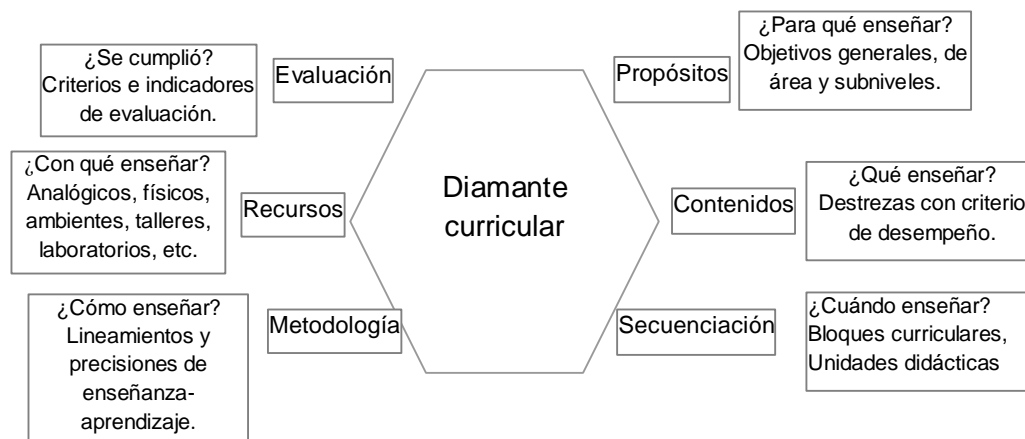 ¿Para qué enseñar?
Objetivos generales, de
área y subniveles.
Propósitos
¿Se cumplió?
Criterios e indicadores
de evaluación.
Evaluación
Diamante
curricular
¿Con qué enseñar?
Analógicos, físicos,
ambientes, talleres,
laboratorios, etc.
Recursos
Contenidos
¿Qué enseñar?
Destrezas con criterio
de desempeño.
¿Cómo enseñar?
Lineamientos y
precisiones de
enseñanza-
aprendizaje.
Metodología
Secuenciación
¿Cuándo enseñar?
Bloques curriculares,
Unidades didácticas